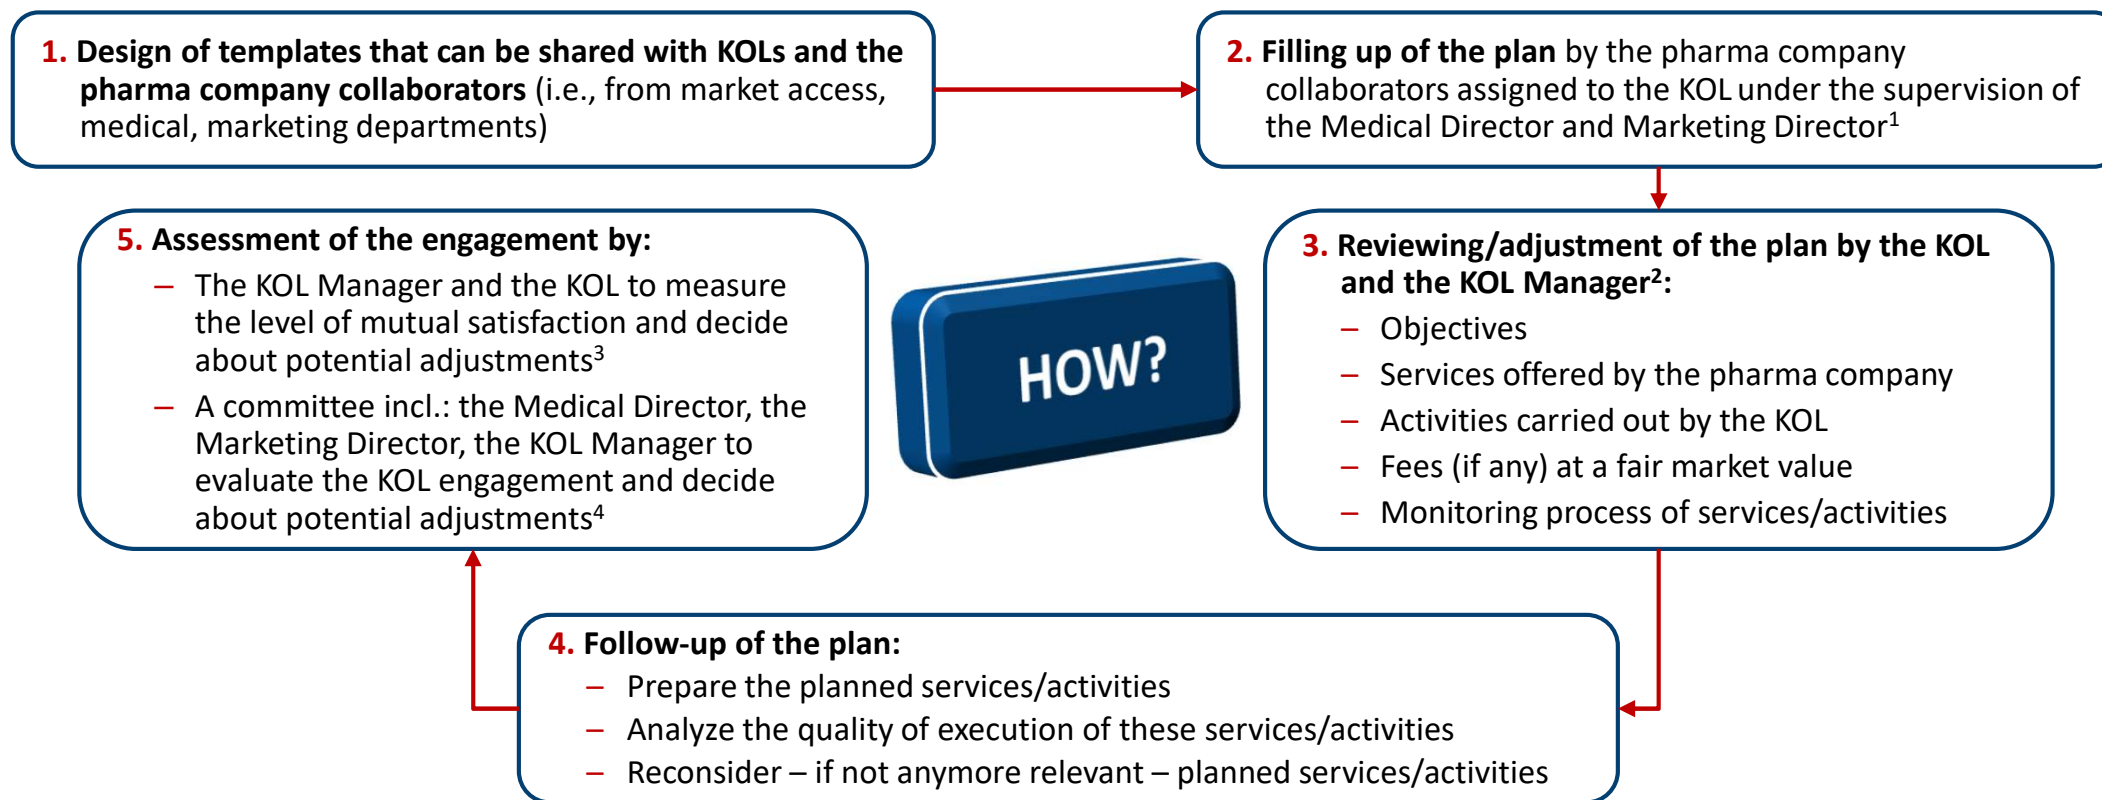 1. Design of templates that can be shared with KOLs and the
pharma company collaborators (i.e., from market access,
medical, marketing departments)
2. Filling up of the plan by the pharma company
collaborators assigned to the KOL under the supervision of
the Medical Director and Marketing Director¹
3. Reviewing/adjustment of the plan by the KOL
and the KOL Manager²:
– Objectives
– Services offered by the pharma company
– Activities carried out by the KOL
– Fees (if any) at a fair market value
– Monitoring process of services/activities
4. Follow-up of the plan:
– Prepare the planned services/activities
– Analyze the quality of execution of these services/activities
– Reconsider – if not anymore relevant – planned services/activities
5. Assessment of the engagement by:
– The KOL Manager and the KOL to measure
the level of mutual satisfaction and decide
about potential adjustments³
– A committee incl.: the Medical Director, the
Marketing Director, the KOL Manager to
evaluate the KOL engagement and decide
about potential adjustments⁴
HOW?